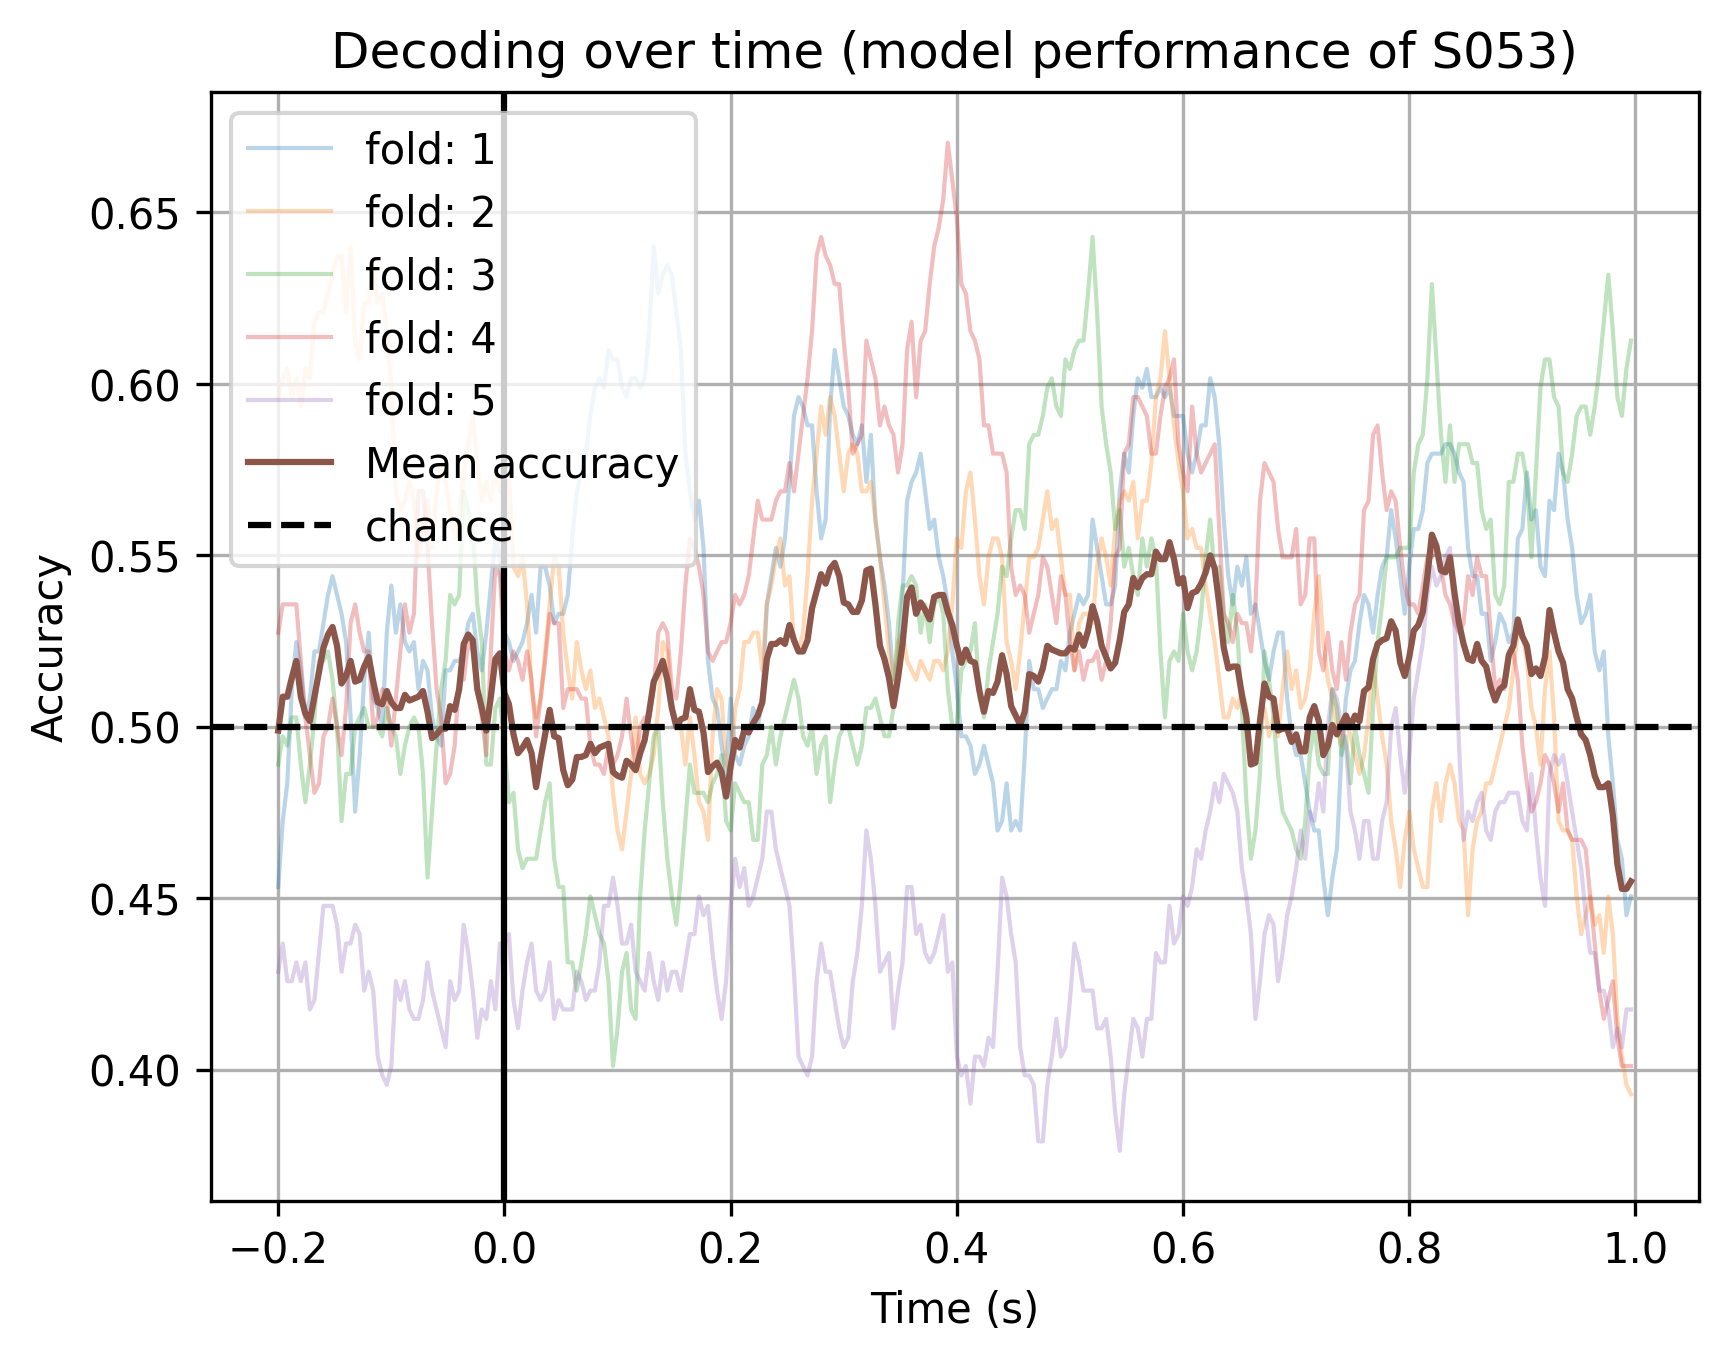 Decoding over time (model performance of S053)
fold: 1
fold: 2
fold: 3
fold: 4
fold: 5
Mean accuracy
chance
Accuracy
0.65
0.60
0.55
0.50
0.45
0.40
−0.2 0.0 0.2 0.4 0.6 0.8 1.0
Time (s)